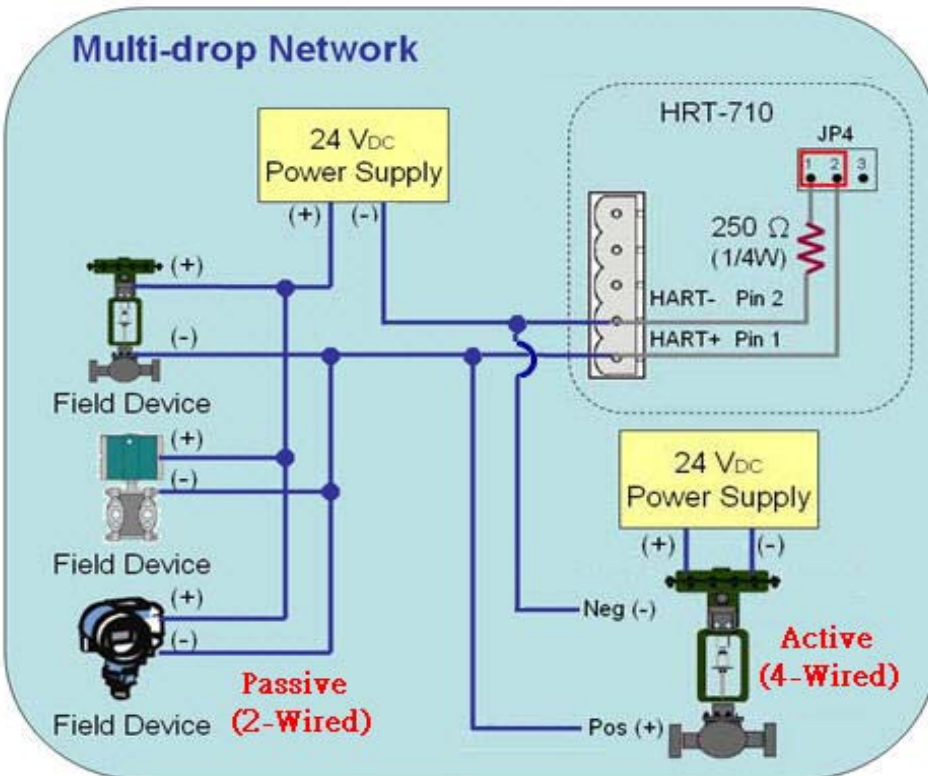 Multi-drop Network
24 VDC
Power Supply
(+)
(-)
HRT-710
JP4
1 2 3
250 Ω
(1/4W)
HART- Pin 2
HART+ Pin 1
(+)
(-)
Field Device
(+)
(-)
Field Device
(+)
(-)
Field Device
Passive
(2-Wired)
24 VDC
Power Supply
(+)
(-)
Neg (-)
Active
(4-Wired)
Pos (+)